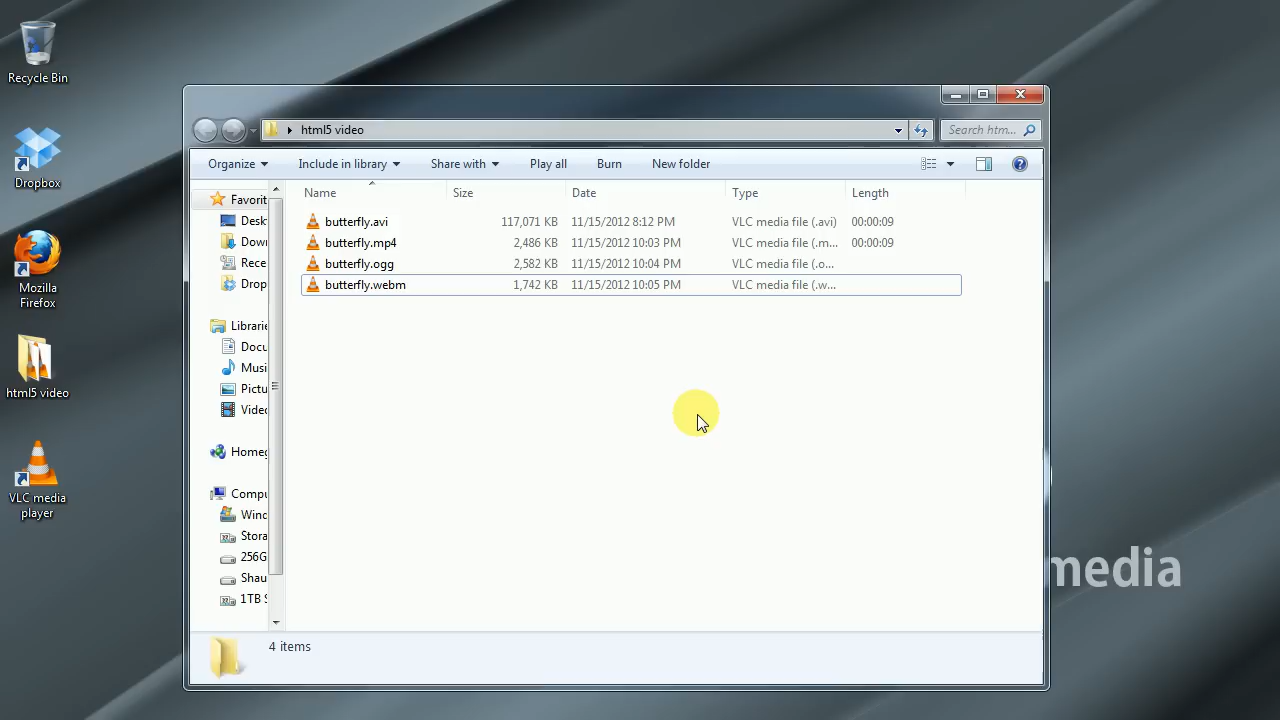 Recycle Bin
Dropbox
Mozilla
Firefox
html5 video
VLC media
player
html5 video
Search htm...
Organize
Include in library
Share with
Play all
Burn
New folder
Name
Size
Date
Type
Length
butterfly.avi 117,071 KB 11/15/2012 8:12 PM VLC media file (.avi) 00:00:09
butterfly.mp4 2,486 KB 11/15/2012 10:03 PM VLC media file (.m... 00:00:09
butterfly.ogg 2,582 KB 11/15/2012 10:04 PM VLC media file (.o...
butterfly.webm 1,742 KB 11/15/2012 10:05 PM VLC media file (.w...
Favorit
Desk
Down
Rece
Drop
Librarie
Docu
Musi
Pictu
Video
Homeg
Compu
Wind
Stora
256G
Shau
1TB S
4 items
media